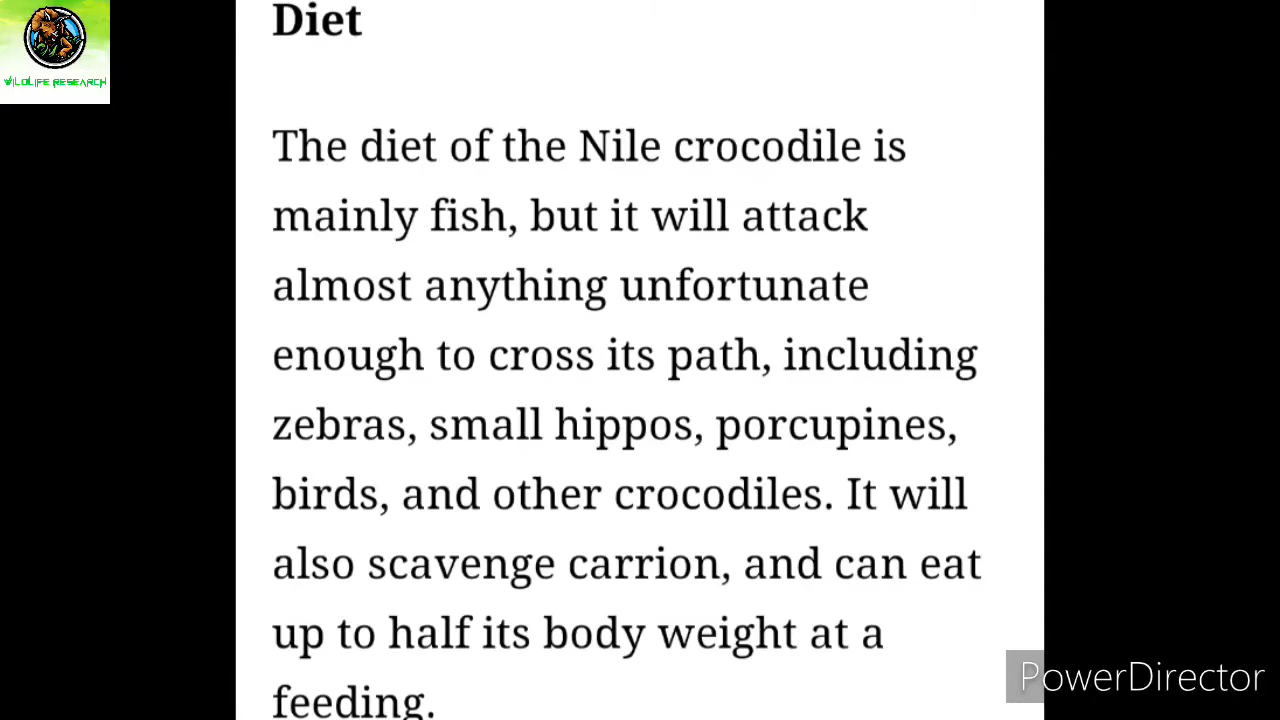 Diet
WILDLIFE RESEARCH
The diet of the Nile crocodile is
mainly fish, but it will attack
almost anything unfortunate
enough to cross its path, including
zebras, small hippos, porcupines,
birds, and other crocodiles. It will
also scavenge carrion, and can eat
up to half its body weight at a
feeding.
PowerDirector